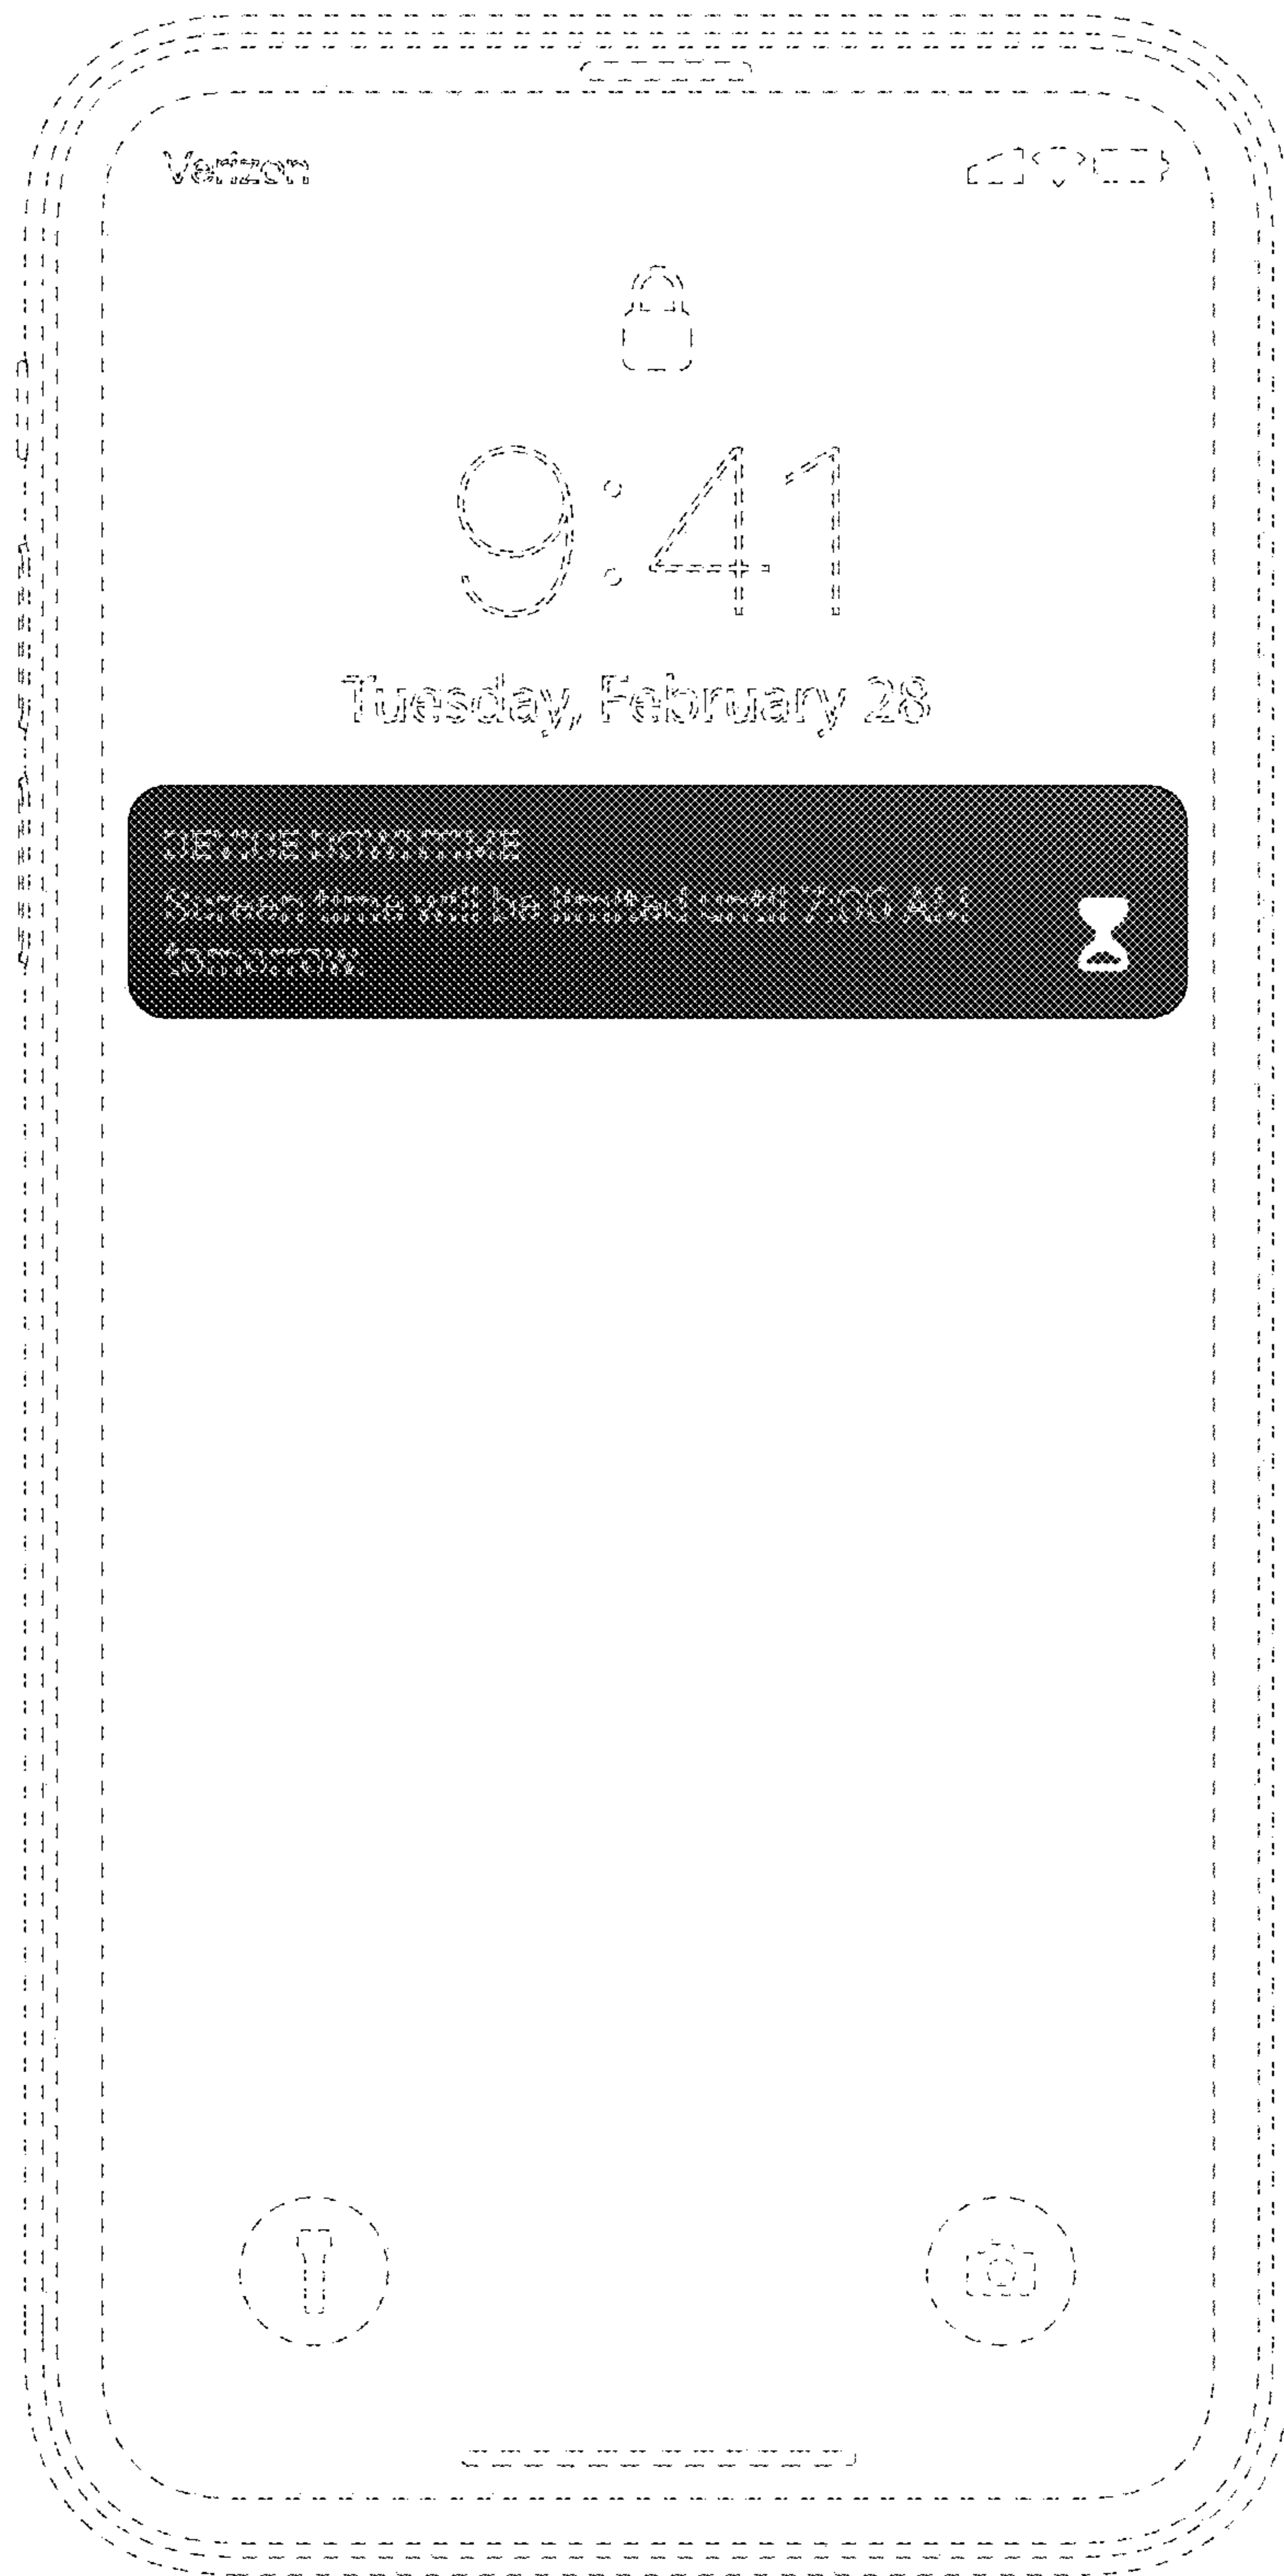 Verizon
9:41
Tuesday, February 28
DEVICE DOWNTIME
Screen time will be limited until 7:00 AM
tomorrow.